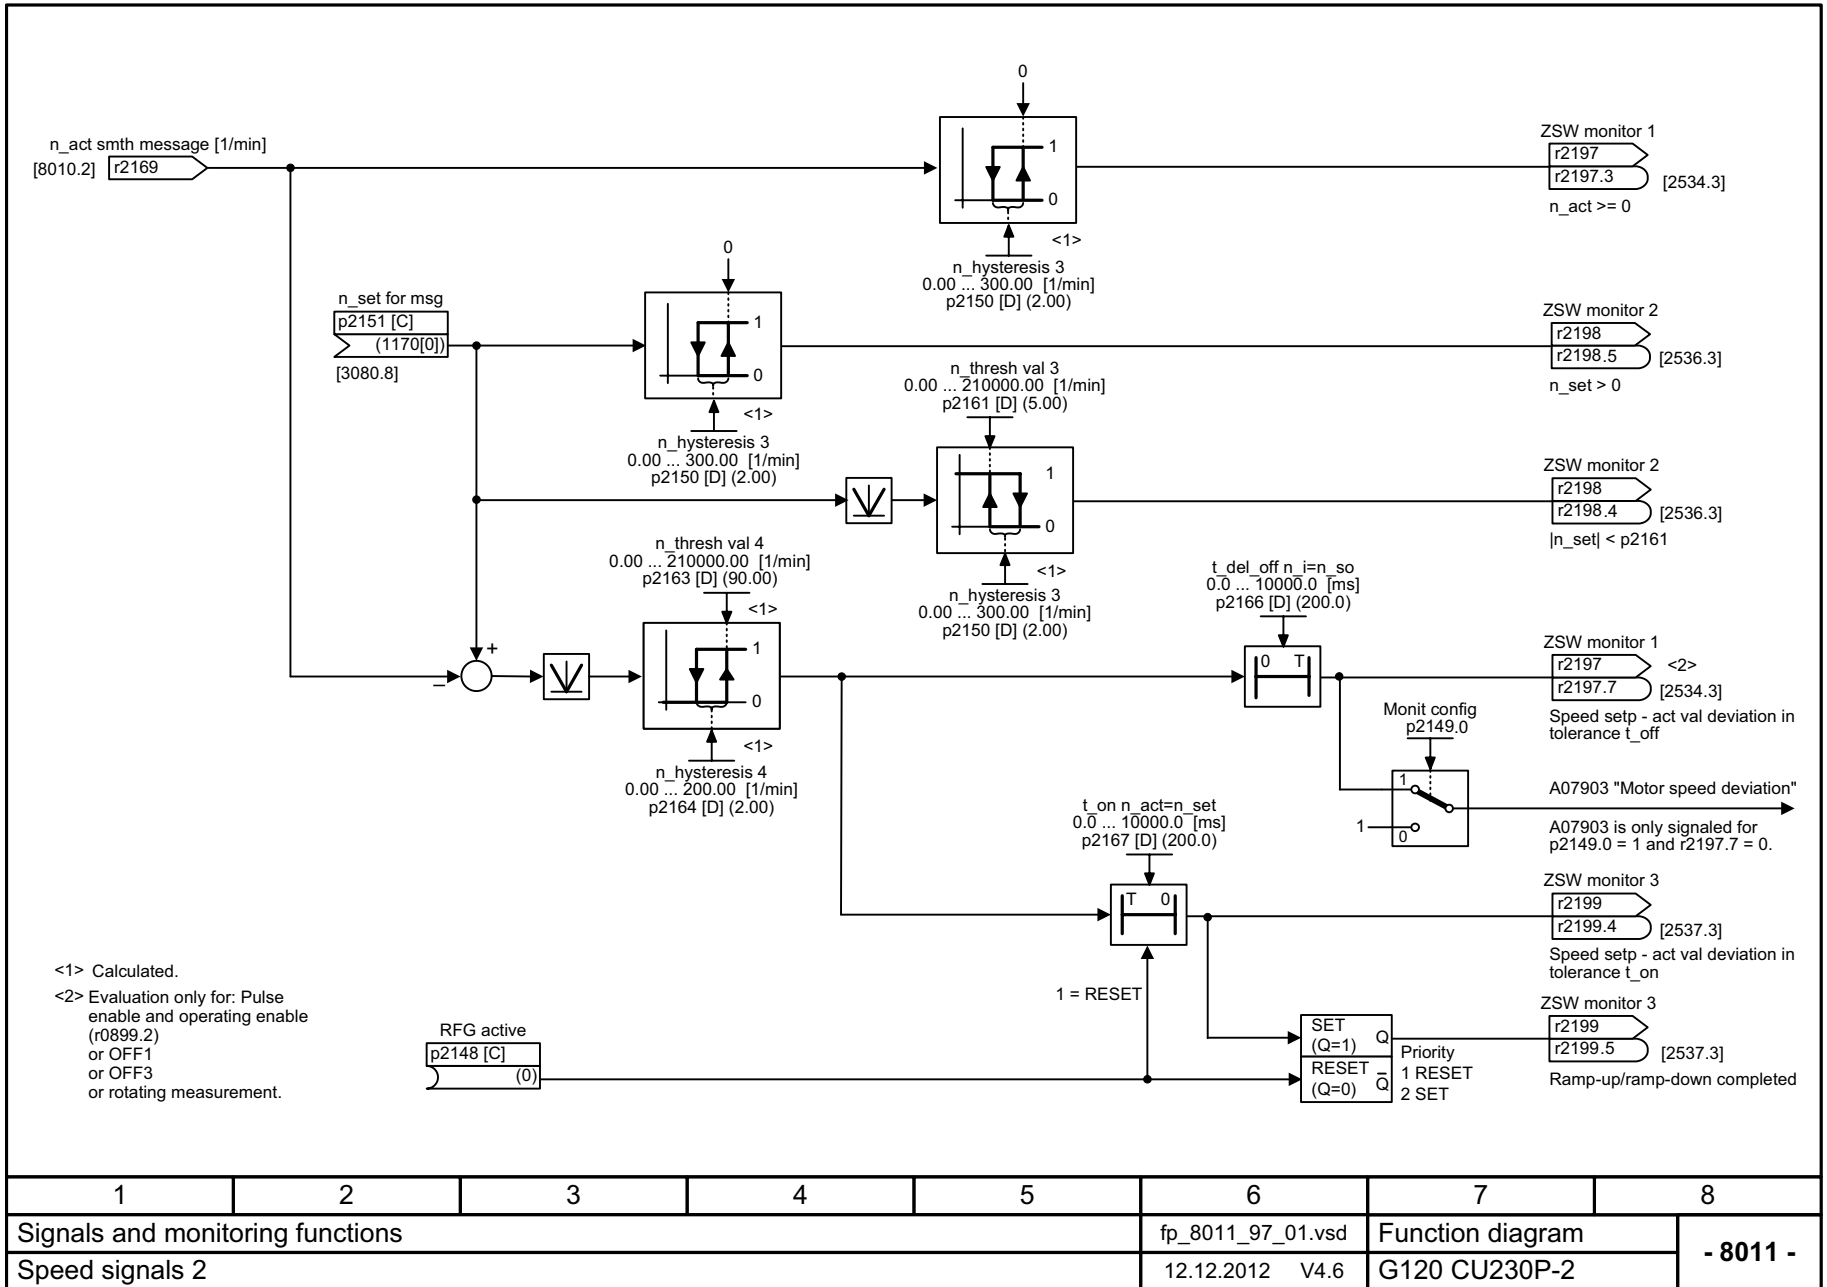 0
n_act smth message [1/min]
[8010.2]
r2169
1
0
<1>
n_hysteresis 3
0.00 ... 300.00 [1/min]
p2150 [D] (2.00)
ZSW monitor 1
r2197
r2197.3
[2534.3]
n_act >= 0
0
n_set for msg
p2151 [C]
(1170[0])
[3080.8]
1
0
<1>
n_hysteresis 3
0.00 ... 300.00 [1/min]
p2150 [D] (2.00)
ZSW monitor 2
r2198
r2198.5
[2536.3]
n_set > 0
n_thresh val 3
0.00 ... 210000.00 [1/min]
p2161 [D] (5.00)
1
0
<1>
n_hysteresis 3
0.00 ... 300.00 [1/min]
p2150 [D] (2.00)
ZSW monitor 2
r2198
r2198.4
[2536.3]
|n_set| < p2161
n_thresh val 4
0.00 ... 210000.00 [1/min]
p2163 [D] (90.00)
<1>
+
_
1
0
<1>
n_hysteresis 4
0.00 ... 200.00 [1/min]
p2164 [D] (2.00)
t_del_off n_i=n_so
0.0 ... 10000.0 [ms]
p2166 [D] (200.0)
0 T
ZSW monitor 1
r2197
<2>
r2197.7
[2534.3]
Speed setp - act val deviation in
tolerance t_off
Monit config
p2149.0
1
1
0
A07903 "Motor speed deviation"
A07903 is only signaled for
p2149.0 = 1 and r2197.7 = 0.
t_on n_act=n_set
0.0 ... 10000.0 [ms]
p2167 [D] (200.0)
T 0
1 = RESET
ZSW monitor 3
r2199
r2199.4
[2537.3]
Speed setp - act val deviation in
tolerance t_on
<1> Calculated.
<2> Evaluation only for: Pulse
enable and operating enable
(r0899.2)
or OFF1
or OFF3
or rotating measurement.
RFG active
p2148 [C]
(0)
SET
(Q=1)
Q
RESET
(Q=0)
Q̅
Priority
1 RESET
2 SET
ZSW monitor 3
r2199
r2199.5
[2537.3]
Ramp-up/ramp-down completed
1 2 3 4 5 6 7 8
Signals and monitoring functions
fp_8011_97_01.vsd
Function diagram
- 8011 -
Speed signals 2
12.12.2012 V4.6
G120 CU230P-2